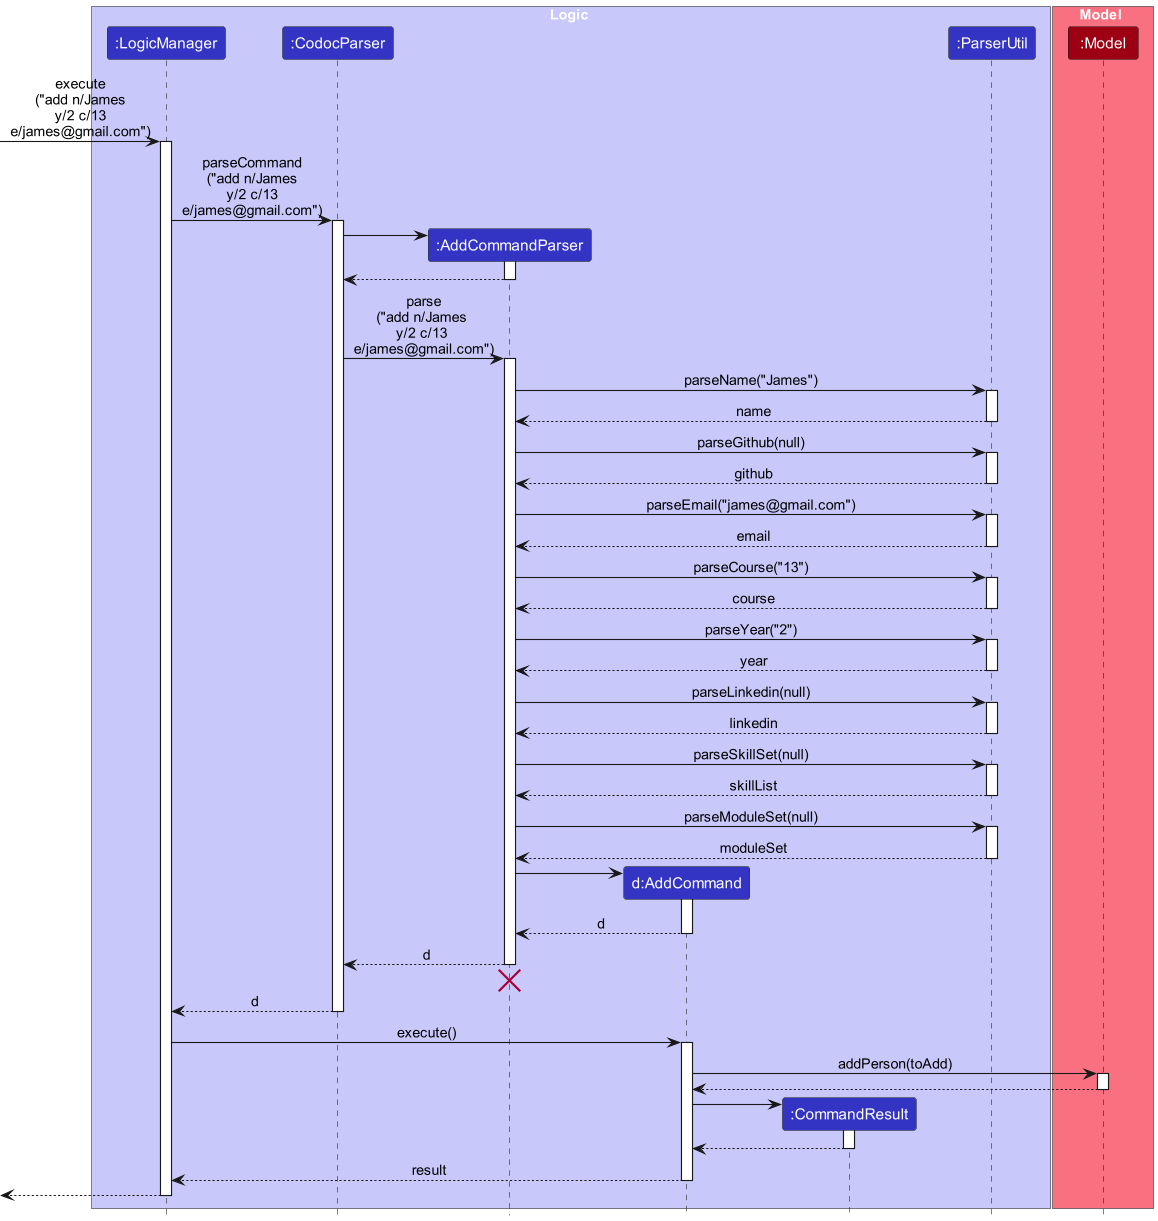 Logic
Model
:LogicManager
:CodocParser
:ParserUtil
:Model
execute
("add n/James
y/2 c/13
e/james@gmail.com")
parseCommand
("add n/James
y/2 c/13
e/james@gmail.com")
:AddCommandParser
parse
("add n/James
y/2 c/13
e/james@gmail.com")
parseName("James")
name
parseGithub(null)
github
parseEmail("james@gmail.com")
email
parseCourse("13")
course
parseYear("2")
year
parseLinkedin(null)
linkedin
parseSkillSet(null)
skillList
parseModuleSet(null)
moduleSet
d:AddCommand
d
d
d
execute()
addPerson(toAdd)
:CommandResult
result